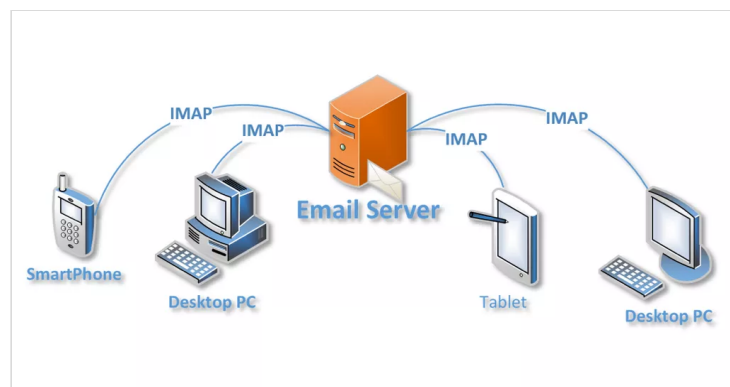 IMAP
IMAP
IMAP
IMAP
Email Server
SmartPhone
Desktop PC
Tablet
Desktop PC